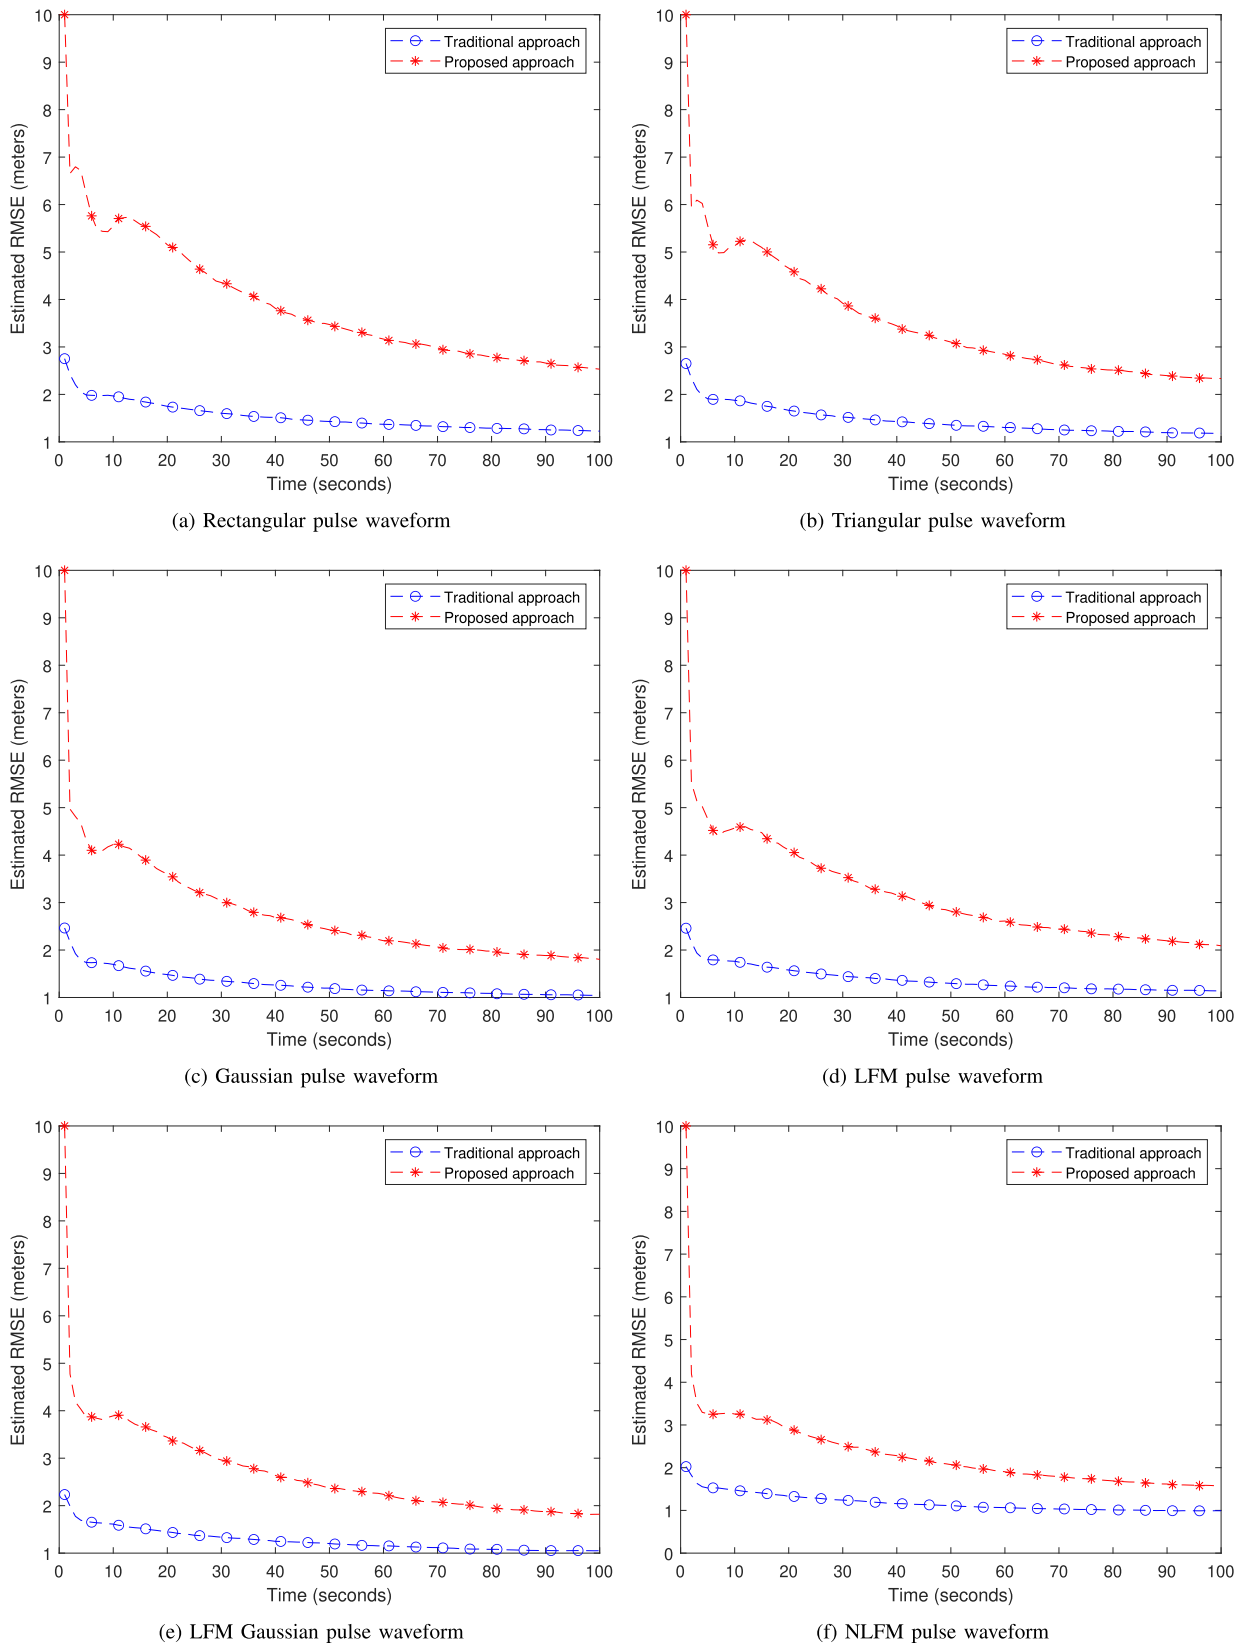 Estimated RMSE (meters)
10
9
8
7
6
5
4
3
2
1
Traditional approach
Proposed approach
0 10 20 30 40 50 60 70 80 90 100
Time (seconds)
(a) Rectangular pulse waveform
Estimated RMSE (meters)
10
9
8
7
6
5
4
3
2
1
Traditional approach
Proposed approach
0 10 20 30 40 50 60 70 80 90 100
Time (seconds)
(b) Triangular pulse waveform
Estimated RMSE (meters)
10
9
8
7
6
5
4
3
2
1
Traditional approach
Proposed approach
0 10 20 30 40 50 60 70 80 90 100
Time (seconds)
(c) Gaussian pulse waveform
Estimated RMSE (meters)
10
9
8
7
6
5
4
3
2
1
Traditional approach
Proposed approach
0 10 20 30 40 50 60 70 80 90 100
Time (seconds)
(d) LFM pulse waveform
Estimated RMSE (meters)
10
9
8
7
6
5
4
3
2
1
Traditional approach
Proposed approach
0 10 20 30 40 50 60 70 80 90 100
Time (seconds)
(e) LFM Gaussian pulse waveform
Estimated RMSE (meters)
10
9
8
7
6
5
4
3
2
1
0
Traditional approach
Proposed approach
0 10 20 30 40 50 60 70 80 90 100
Time (seconds)
(f) NLFM pulse waveform